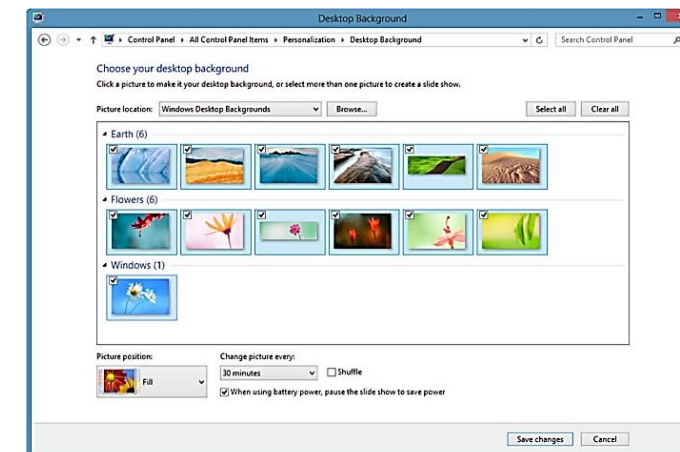 Desktop Background
Control Panel ▸ All Control Panel Items ▸ Personalization ▸ Desktop Background
Search Control Panel
Choose your desktop background
Click a picture to make it your desktop background, or select more than one picture to create a slide show.
Picture location: Windows Desktop Backgrounds Browse... Select all Clear all
Earth (6)
Flowers (6)
Windows (1)
Picture position: Change picture every:
Fill 30 minutes Shuffle
When using battery power, pause the slide show to save power
Save changes Cancel